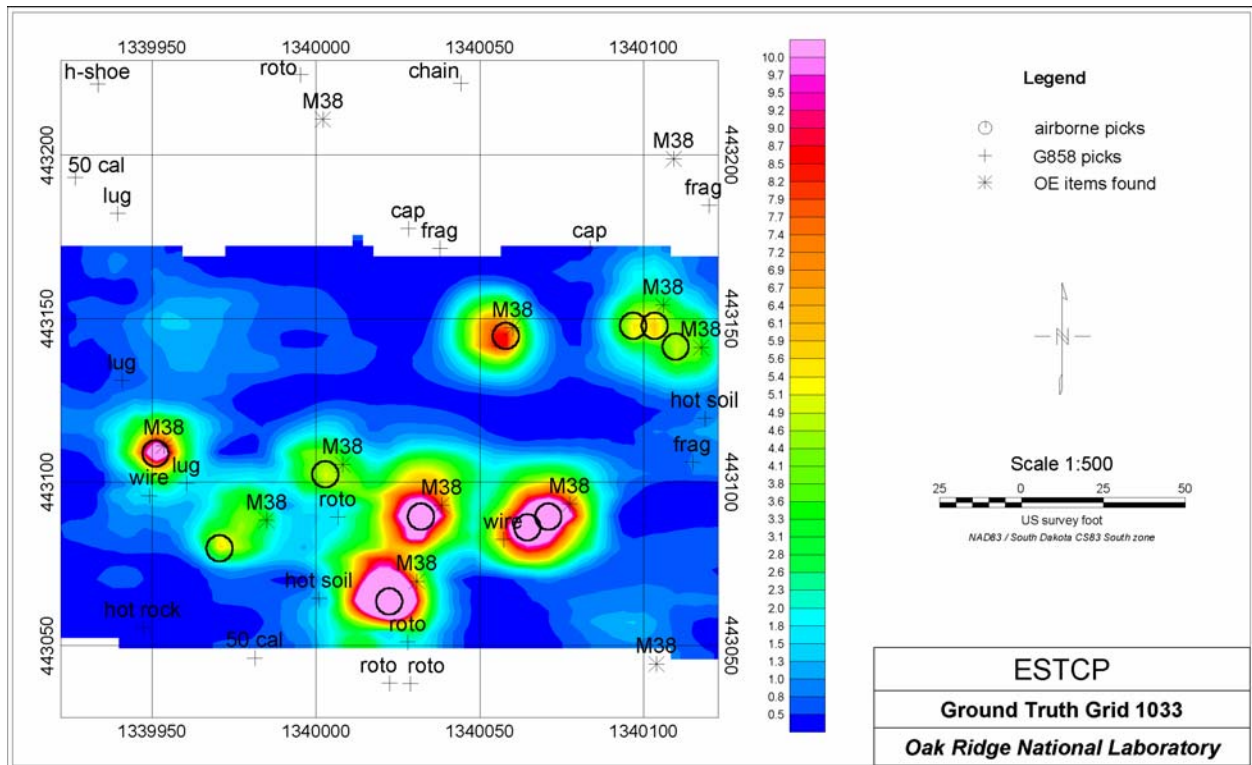 1339950 1340000 1340050 1340100
h-shoe
roto
chain
M38
443200
M38
443200
50 cal
lug
frag
cap
frag
cap
443150
M38
M38
M38
443150
lug
hot soil
M38
M38
frag
wire
lug
443100
M38
roto
M38
M38
443100
wire
M38
hot soil
hot rock
roto
50 cal
443050
M38
443050
roto
roto
1339950 1340000 1340050 1340100
10.0
9.7
9.5
9.2
9.0
8.7
8.5
8.2
7.9
7.7
7.4
7.2
6.9
6.7
6.4
6.1
5.9
5.6
5.4
5.1
4.9
4.6
4.4
4.1
3.8
3.6
3.3
3.1
2.8
2.6
2.3
2.0
1.8
1.5
1.3
1.0
0.8
0.5
Legend
airborne picks
G858 picks
OE items found
N
Scale 1:500
25 0 25 50
US survey foot
NAD83 / South Dakota CS83 South zone
ESTCP
Ground Truth Grid 1033
Oak Ridge National Laboratory